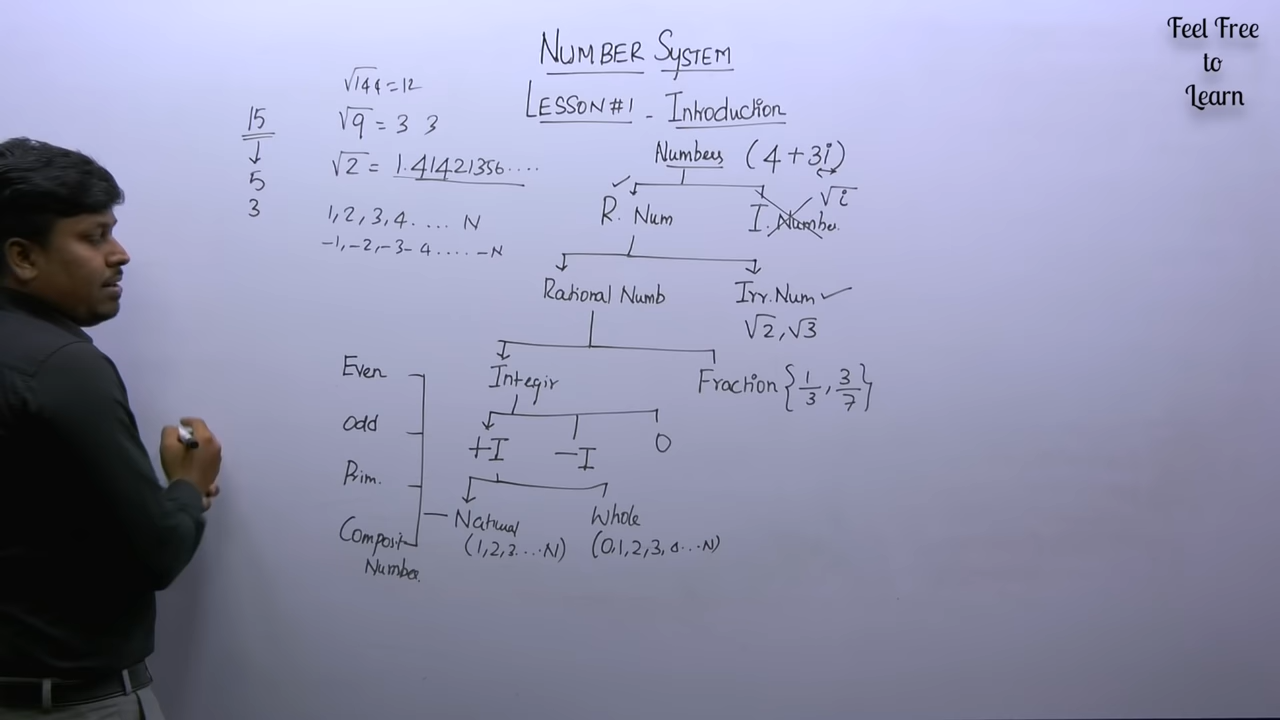 Feel Free
to
Learn
NUMBER SYSTEM
LESSON #1 - Introduction
√144 = 12
15
√9 = 3 3
√2 = 1.41421356....
5
3
1, 2, 3, 4.... N
-1, -2, -3 - 4..... -N
Numbers (4 + 3i)
√i
R. Num
I. Number
Rational Numb
Irr. Num
√2, √3
Integir
Fraction {1/3, 3/7}
+I
-I
0
Natural
(1, 2, 3....N)
Whole
(0, 1, 2, 3, 4...N)
Even
Odd
Prim.
Composit
Number